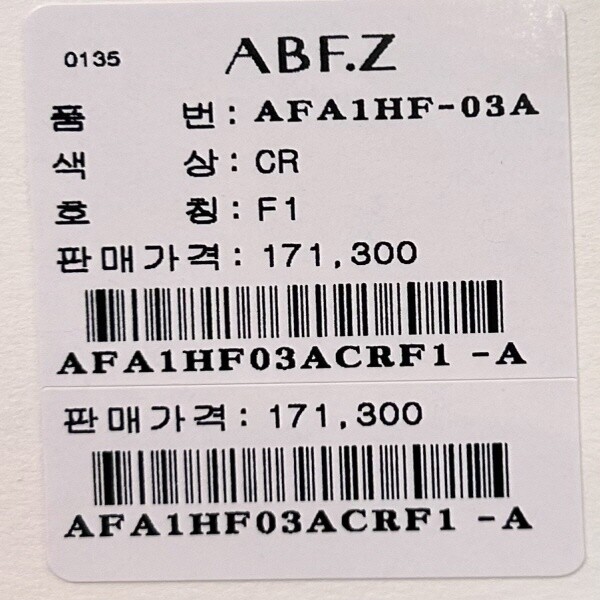 0135 ABF.Z
품 번: AFA1HF-03A
색 상: CR
호 칭: F1
판매가격: 171,300
AFA1HF03ACRF1 -A
판매가격: 171,300
AFA1HF03ACRF1 -A